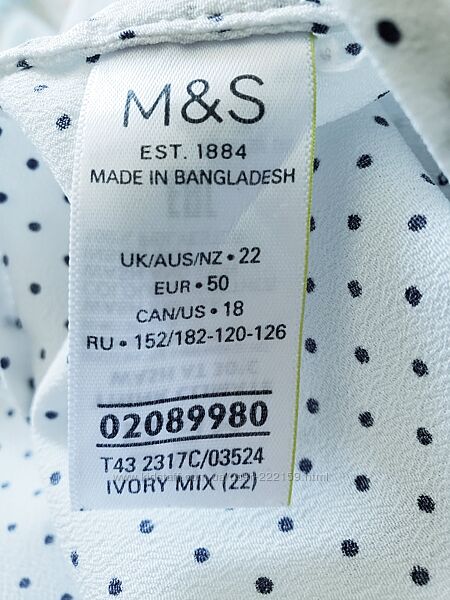 M&S
EST. 1884
MADE IN BANGLADESH
UK/AUS/NZ • 22
EUR • 50
CAN/US • 18
RU • 152/182-120-126
02089980
T43 2317C/03524
IVORY MIX (22)